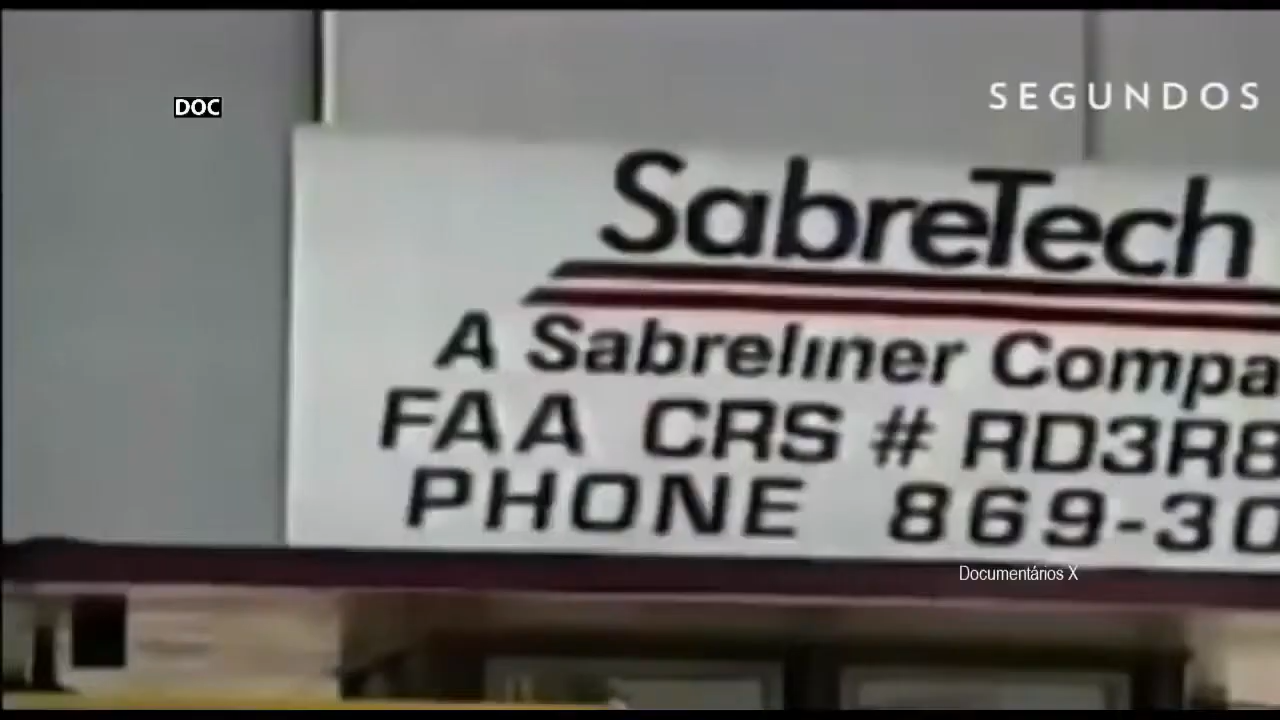 SEGUNDOS
DOC
SabreTech
A Sabreliner Compa
FAA CRS # RD3R8
PHONE 869-30
Documentários X